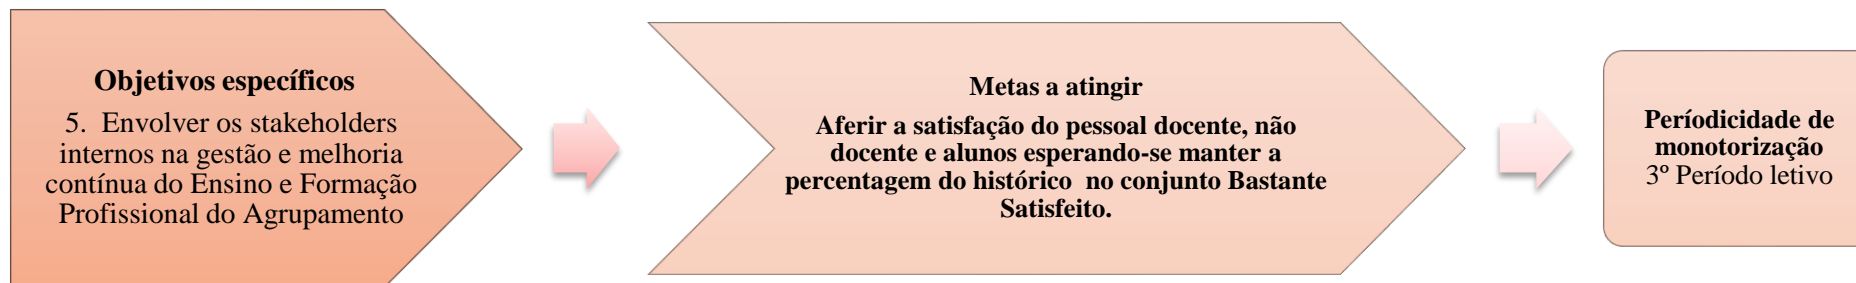 Objetivos específicos
5. Envolver os stakeholders
internos na gestão e melhoria
contínua do Ensino e Formação
Profissional do Agrupamento
Metas a atingir
Aferir a satisfação do pessoal docente, não
docente e alunos esperando-se manter a
percentagem do histórico no conjunto Bastante
Satisfeito.
Períodicidade de
monotorização
3º Período letivo